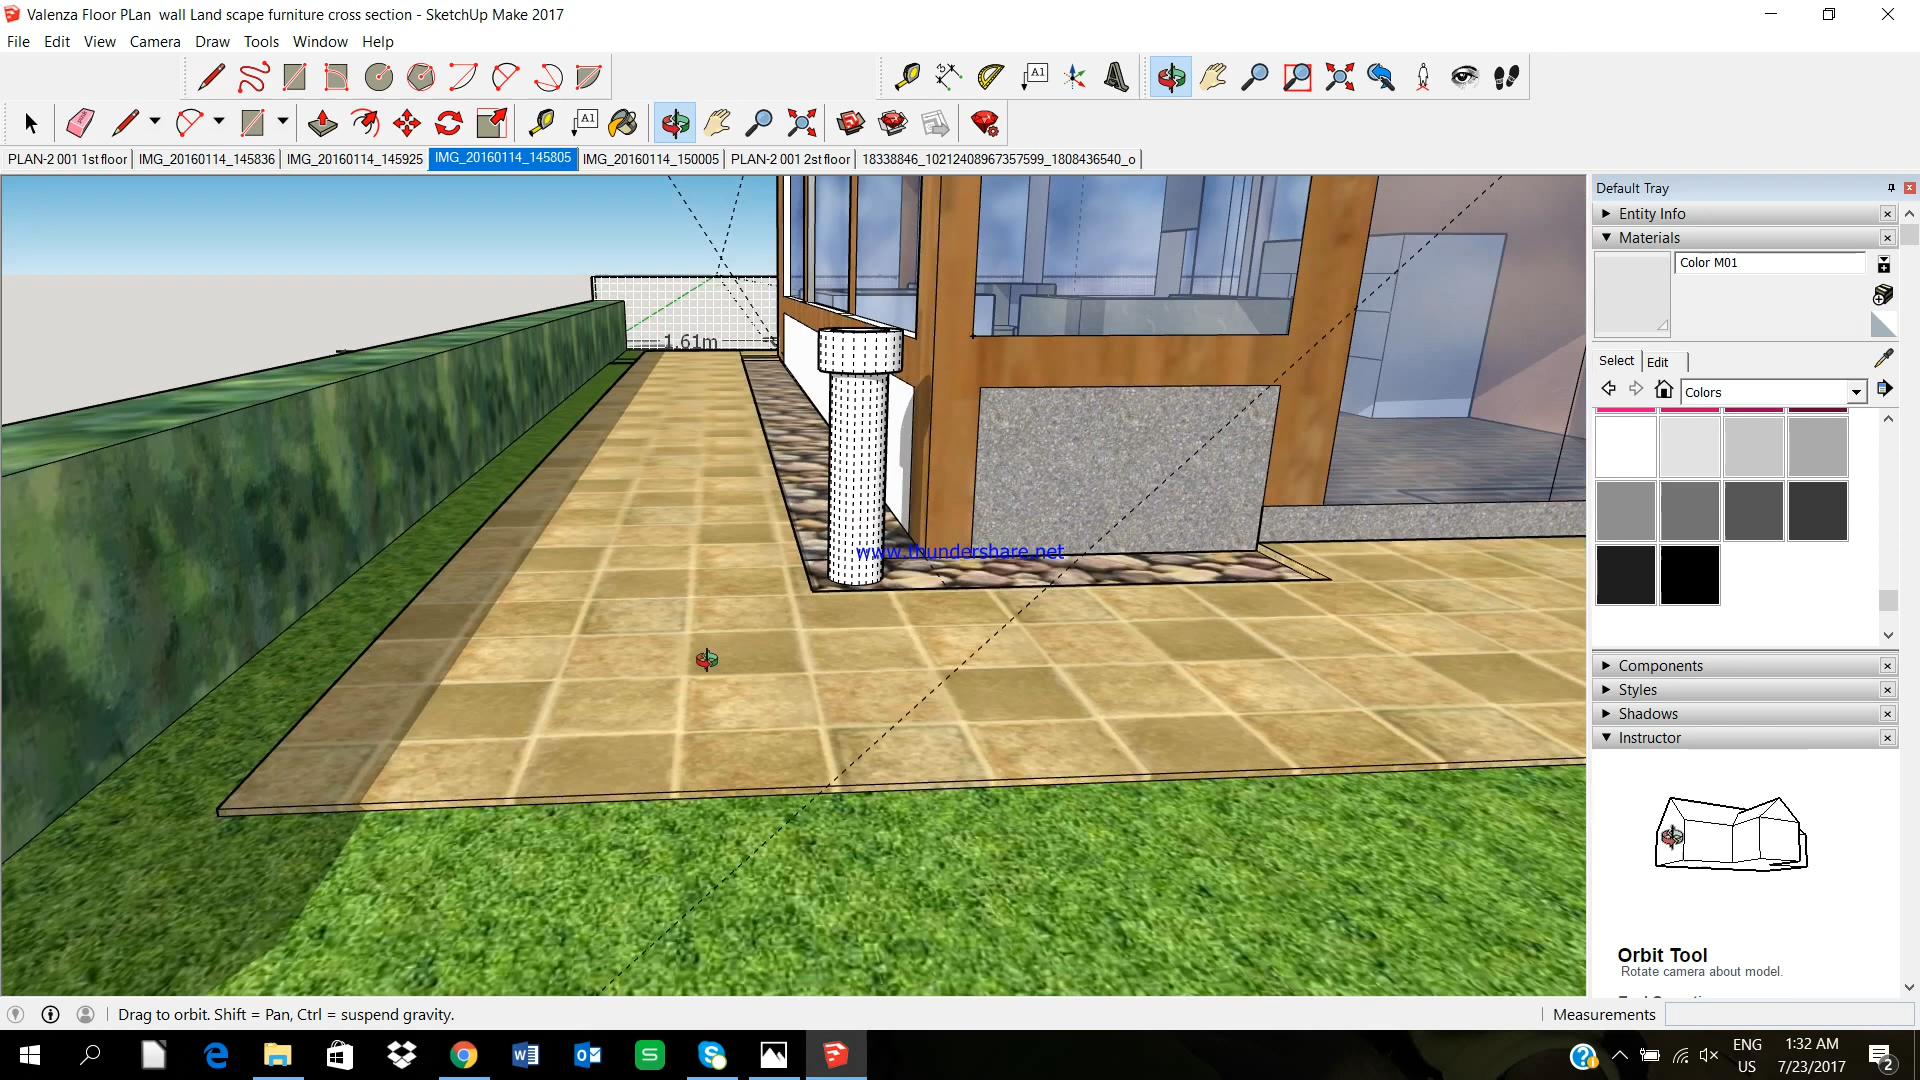 Valenza Floor PLan  wall Land scape furniture cross section - SketchUp Make 2017
File Edit View Camera Draw Tools Window Help
A1
A1
PLAN-2 001 1st floor IMG_20160114_145836 IMG_20160114_145925 IMG_20160114_145805 IMG_20160114_150005 PLAN-2 001 2st floor 18338846_10212408967357599_1808436540_o
Default Tray
Entity Info
Materials
Color M01
Select Edit
Colors
1.61m
www.thundershare.net
Components
Styles
Shadows
Instructor
Orbit Tool
Rotate camera about model.
Drag to orbit. Shift = Pan, Ctrl = suspend gravity.
Measurements
ENG
US
1:32 AM
7/23/2017
2